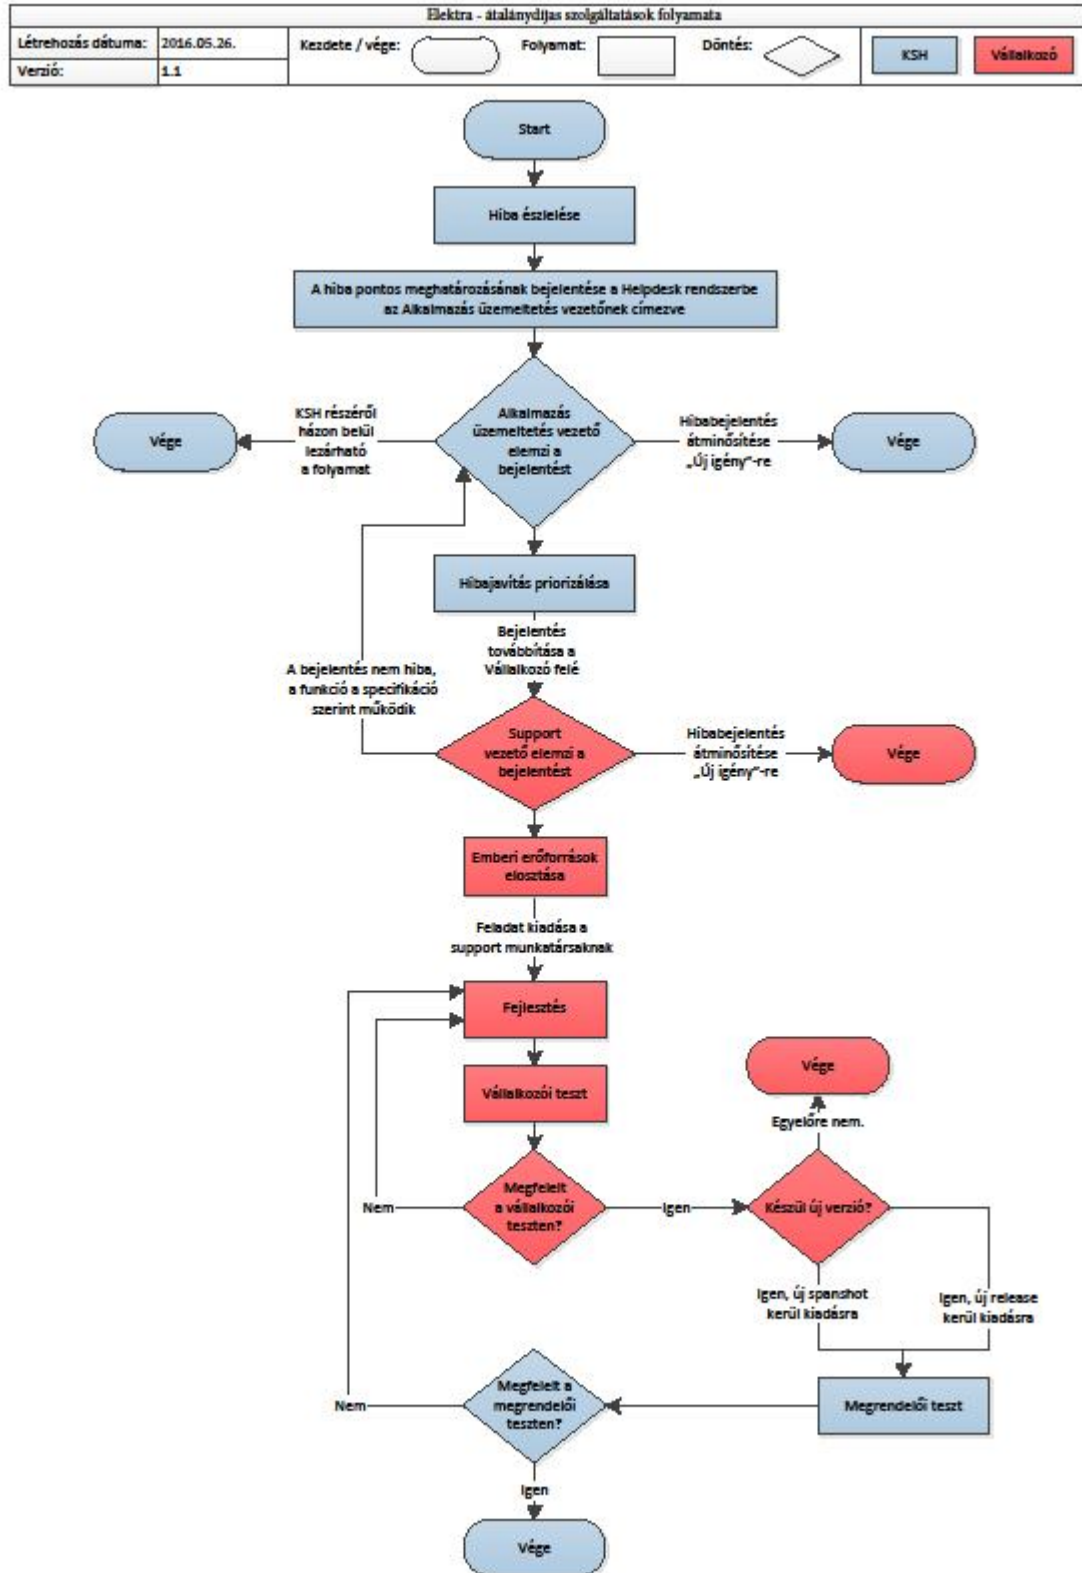 Elektra - átalánydíjas szolgáltatások folyamata
Létrehozás dátuma:
2016.05.26.
Kezdete / vége:
Folyamat:
Döntés:
KSH
Vállalkozó
Verzió:
1.1
Start
Hiba észlelése
A hiba pontos meghatározásának bejelentése a Helpdesk rendszerbe
az Alkalmazás üzemeltetés vezetőnek címezve
Vége
KSH részéről
házon belül
lezárható
a folyamat
Alkalmazás
üzemeltetés vezető
elemzi a
bejelentést
Hibabejelentés
átminősítése
„Új igény"-re
Vége
Hibajavítás priorizálása
Bejelentés
továbbítása a
Vállalkozó felé
A bejelentés nem hiba,
a funkció a specifikáció
szerint működik
Support
vezető elemzi a
bejelentést
Hibabejelentés
átminősítése
„Új igény"-re
Vége
Emberi erőforrások
elosztása
Feladat kiadása a
support munkatársaknak
Fejlesztés
Vállalkozói teszt
Vége
Egyelőre nem.
Nem
Megfelelt
a vállalkozói
teszten?
Igen
Készül új verzió?
Igen, új spanshot
kerül kiadásra
Igen, új release
kerül kiadásra
Nem
Megfelelt a
megrendelői
teszten?
Megrendelői teszt
Igen
Vége